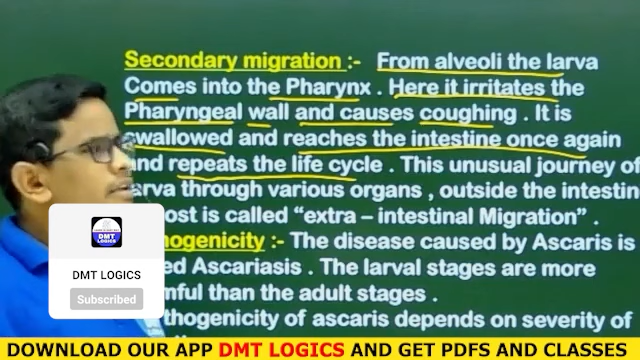 Secondary migration :- From alveoli the larva
Comes into the Pharynx . Here it irritates the
Pharyngeal wall and causes coughing . It is
swallowed and reaches the intestine once again
and repeats the life cycle . This unusual journey of
larva through various organs , outside the
host is called “extra – intestinal Migration” .
:- The disease caused by Ascaris is
Ascariasis . The larval stages are more
than the adult stages .
of ascaris depends on severity of
DMT
LOGICS
DMT LOGICS
Subscribed
DOWNLOAD OUR APP DMT LOGICS AND GET PDFS AND CLASSES